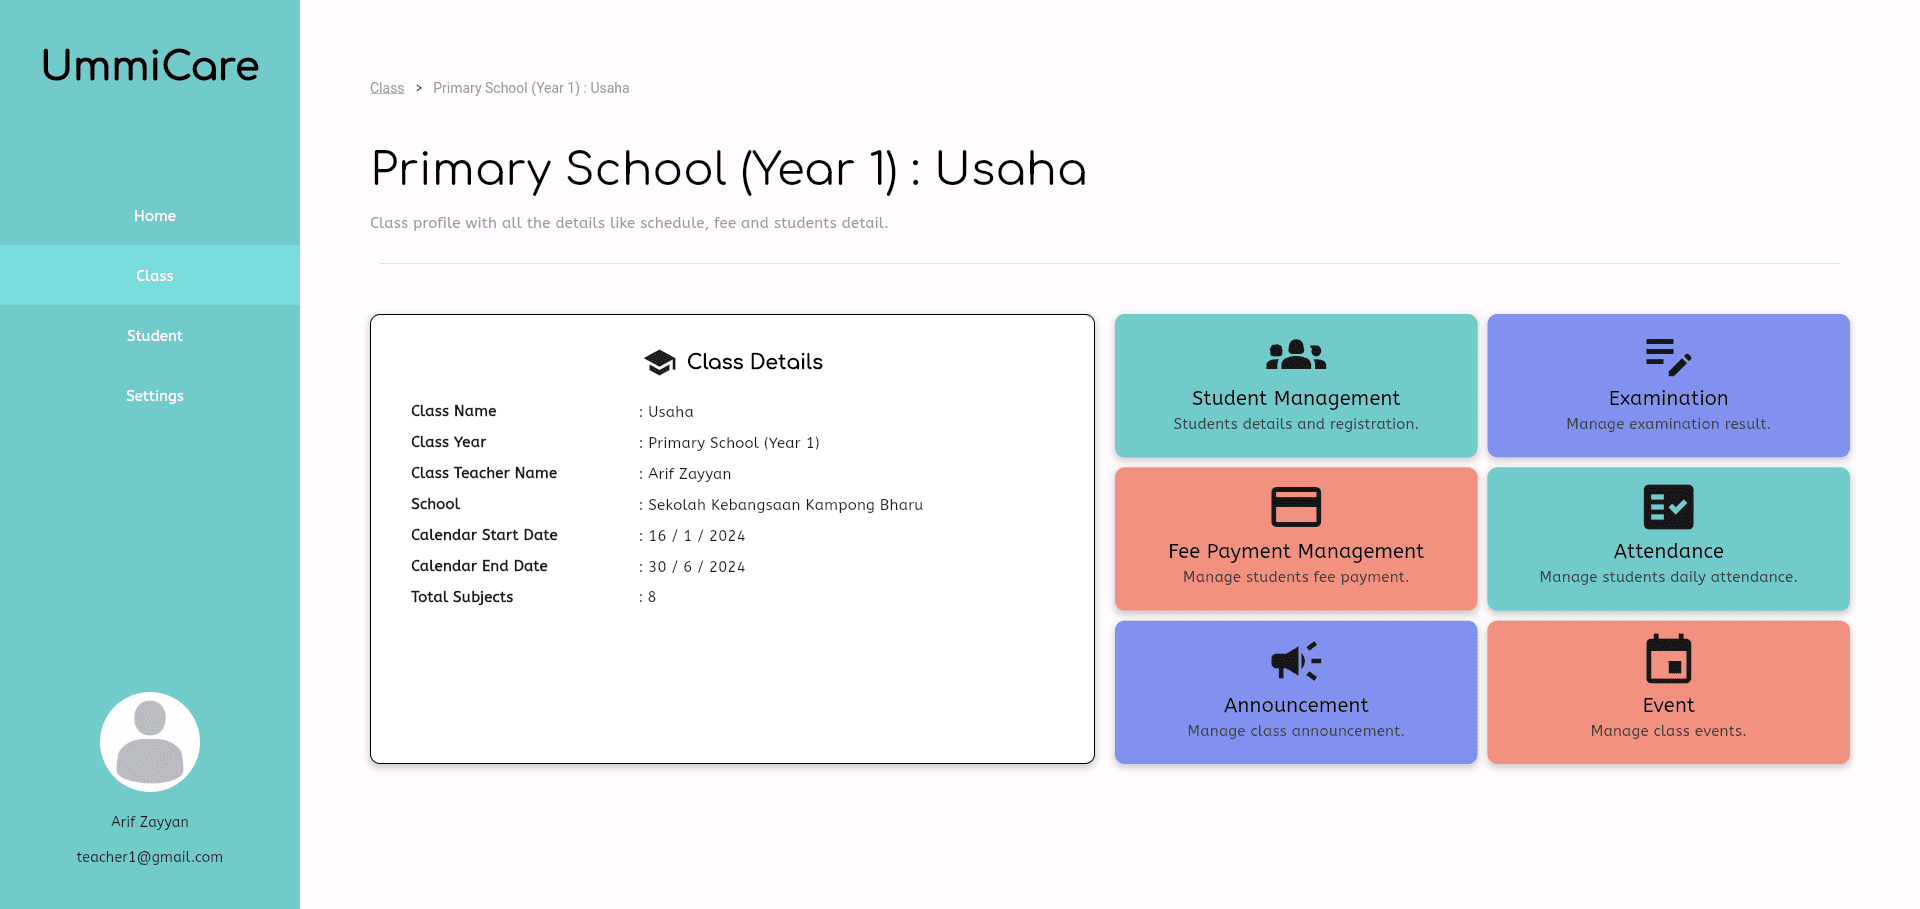 UmmiCare
Home
Class
Student
Settings
Arif Zayyan
teacher1@gmail.com
Class > Primary School (Year 1) : Usaha
Primary School (Year 1) : Usaha
Class profile with all the details like schedule, fee and students detail.
Class Details
Class Name : Usaha
Class Year : Primary School (Year 1)
Class Teacher Name : Arif Zayyan
School : Sekolah Kebangsaan Kampong Bharu
Calendar Start Date : 16 / 1 / 2024
Calendar End Date : 30 / 6 / 2024
Total Subjects : 8
Student Management
Students details and registration.
Examination
Manage examination result.
Fee Payment Management
Manage students fee payment.
Attendance
Manage students daily attendance.
Announcement
Manage class announcement.
Event
Manage class events.